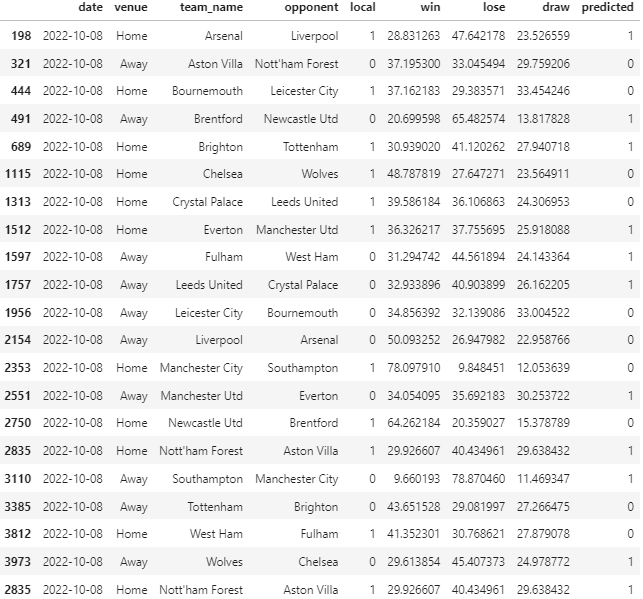 date venue team_name opponent local win lose draw predicted
198 2022-10-08 Home Arsenal Liverpool 1 28.831263 47.642178 23.526559 1
321 2022-10-08 Away Aston Villa Nott'ham Forest 0 37.195300 33.045494 29.759206 0
444 2022-10-08 Home Bournemouth Leicester City 1 37.162183 29.383571 33.454246 0
491 2022-10-08 Away Brentford Newcastle Utd 0 20.699598 65.482574 13.817828 1
689 2022-10-08 Home Brighton Tottenham 1 30.939020 41.120262 27.940718 1
1115 2022-10-08 Home Chelsea Wolves 1 48.787819 27.647271 23.564911 0
1313 2022-10-08 Home Crystal Palace Leeds United 1 39.586184 36.106863 24.306953 0
1512 2022-10-08 Home Everton Manchester Utd 1 36.326217 37.755695 25.918088 1
1597 2022-10-08 Away Fulham West Ham 0 31.294742 44.561894 24.143364 1
1757 2022-10-08 Away Leeds United Crystal Palace 0 32.933896 40.903899 26.162205 1
1956 2022-10-08 Away Leicester City Bournemouth 0 34.856392 32.139086 33.004522 0
2154 2022-10-08 Away Liverpool Arsenal 0 50.093252 26.947982 22.958766 0
2353 2022-10-08 Home Manchester City Southampton 1 78.097910 9.848451 12.053639 0
2551 2022-10-08 Away Manchester Utd Everton 0 34.054095 35.692183 30.253722 1
2750 2022-10-08 Home Newcastle Utd Brentford 1 64.262184 20.359027 15.378789 0
2835 2022-10-08 Home Nott'ham Forest Aston Villa 1 29.926607 40.434961 29.638432 1
3110 2022-10-08 Away Southampton Manchester City 0 9.660193 78.870460 11.469347 1
3385 2022-10-08 Away Tottenham Brighton 0 43.651528 29.081997 27.266475 0
3812 2022-10-08 Home West Ham Fulham 1 41.352301 30.768621 27.879078 0
3973 2022-10-08 Away Wolves Chelsea 0 29.613854 45.407373 24.978772 1
2835 2022-10-08 Home Nott'ham Forest Aston Villa 1 29.926607 40.434961 29.638432 1